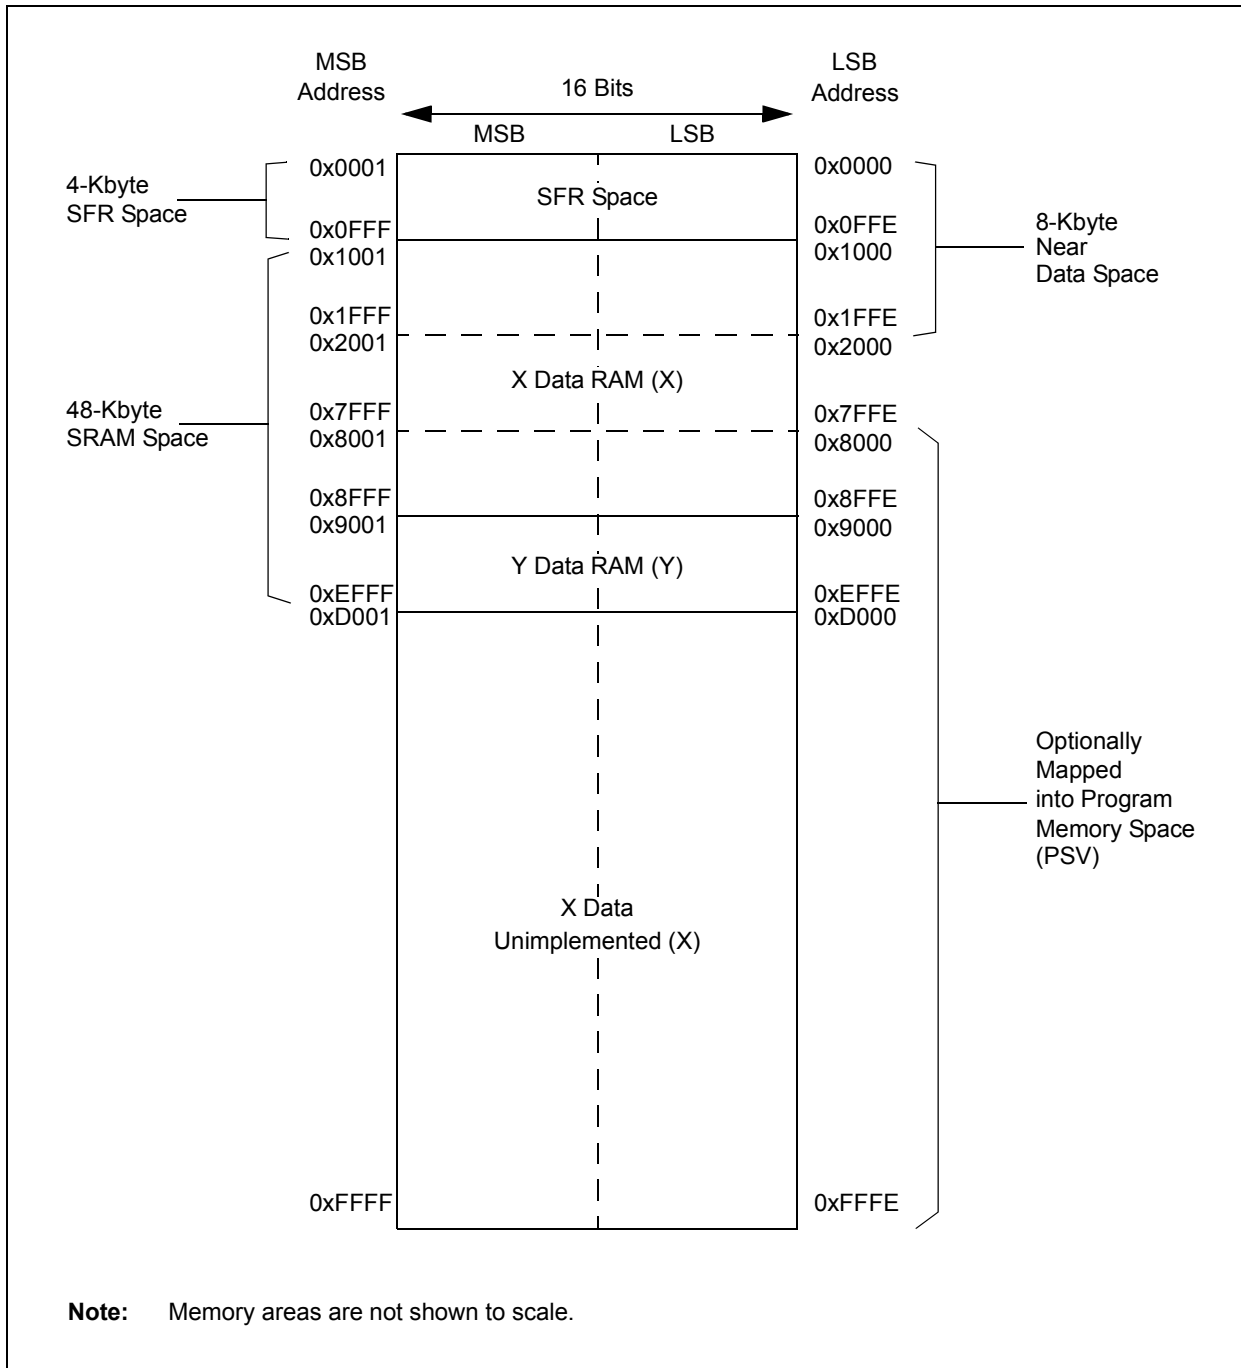 MSB
Address
LSB
Address
16 Bits
MSB
LSB
0x0001
0x0000
4-Kbyte
SFR Space
SFR Space
0x0FFF
0x0FFE
0x1001
0x1000
8-Kbyte
Near
Data Space
0x1FFF
0x1FFE
0x2001
0x2000
X Data RAM (X)
48-Kbyte
SRAM Space
0x7FFF
0x7FFE
0x8001
0x8000
0x8FFF
0x8FFE
0x9001
0x9000
Y Data RAM (Y)
0xEFFF
0xEFFE
0xD001
0xD000
Optionally
Mapped
into Program
Memory Space
(PSV)
X Data
Unimplemented (X)
0xFFFF
0xFFFE
Note: Memory areas are not shown to scale.